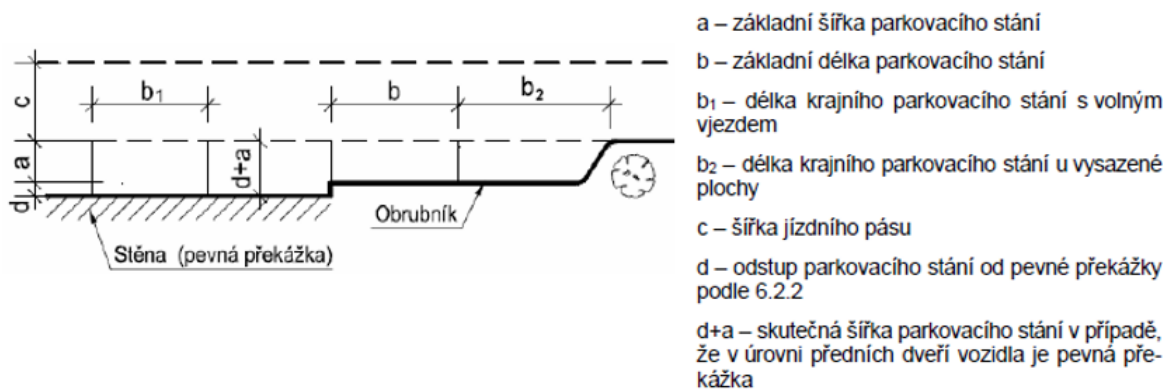 c
b₁
b
b₂
a
d+a
d
Obrubník
Stěna (pevná překážka)
a – základní šířka parkovacího stání
b – základní délka parkovacího stání
b₁ – délka krajního parkovacího stání s volným
vjezdem
b₂ – délka krajního parkovacího stání u vysazené
plochy
c – šířka jízdního pásu
d – odstup parkovacího stání od pevné překážky
podle 6.2.2
d+a – skutečná šířka parkovacího stání v případě,
že v úrovni předních dveří vozidla je pevná pře-
kážka